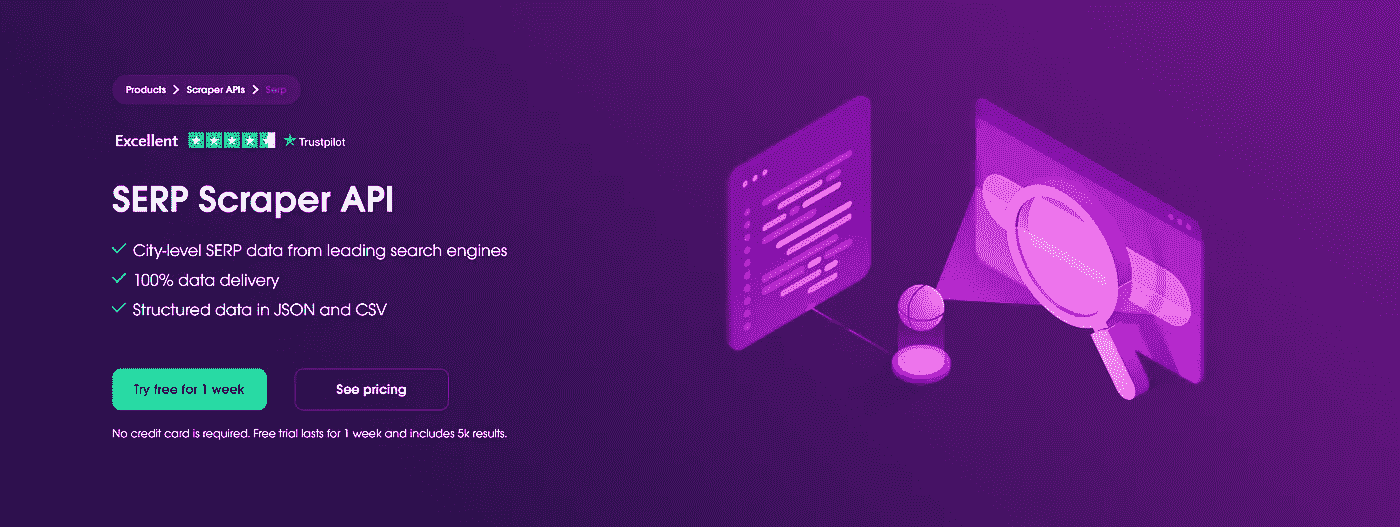 Products > Scraper APIs > Serp
Excellent Trustpilot
SERP Scraper API
City-level SERP data from leading search engines
100% data delivery
Structured data in JSON and CSV
Try free for 1 week See pricing
No credit card is required. Free trial lasts for 1 week and includes 5k results.